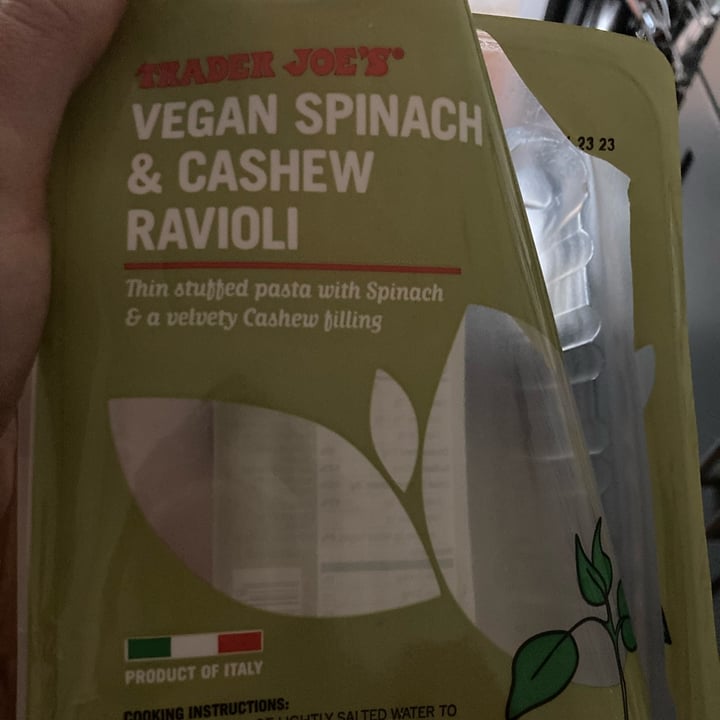 TRADER JOE'S
VEGAN SPINACH
& CASHEW
RAVIOLI
Thin stuffed pasta with Spinach
& a velvety Cashew filling
23 23
PRODUCT OF ITALY
COOKING INSTRUCTIONS:
LIGHTLY SALTED WATER TO